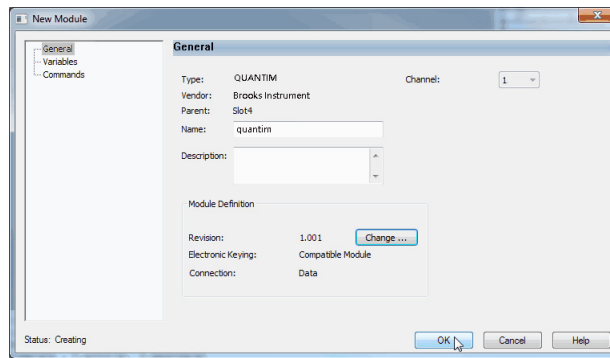 New Module
General
Variables
Commands
General
Type: QUANTIM Channel: 1
Vendor: Brooks Instrument
Parent: Slot4
Name: quantim
Description:
Module Definition
Revision: 1.001 Change ...
Electronic Keying: Compatible Module
Connection: Data
Status: Creating OK Cancel Help